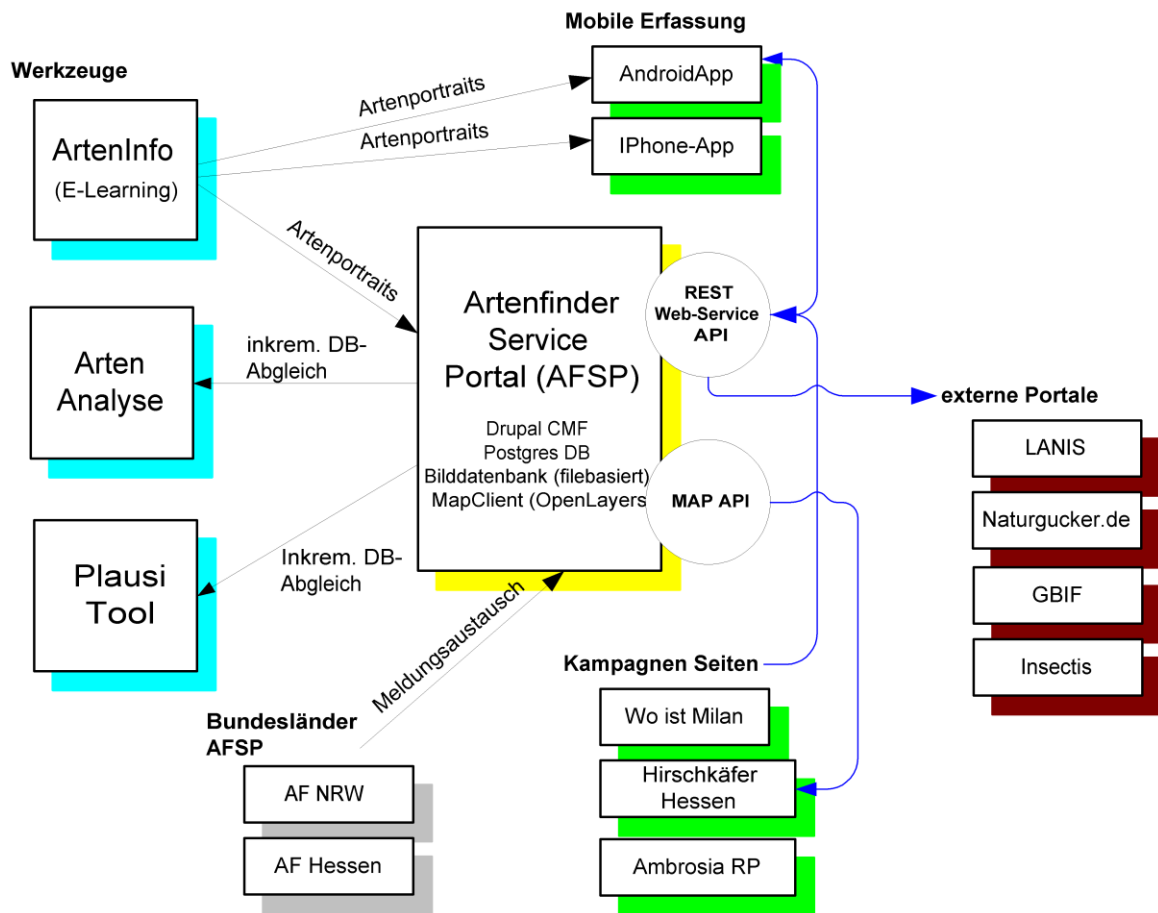 Mobile Erfassung
AndroidApp
IPhone-App
Werkzeuge
ArtenInfo
(E-Learning)
Artenportraits
Artenportraits
Artenportraits
Arten
Analyse
inkrem. DB-
Abgleich
Plausi
Tool
Inkrem. DB-
Abgleich
Artenfinder
Service
Portal (AFSP)
Drupal CMF
Postgres DB
Bilddatenbank (filebasiert)
MapClient (OpenLayers
REST
Web-Service
API
MAP API
externe Portale
LANIS
Naturgucker.de
GBIF
Insectis
Meldungsaustausch
Bundesländer
AFSP
AF NRW
AF Hessen
Kampagnen Seiten
Wo ist Milan
Hirschkäfer
Hessen
Ambrosia RP